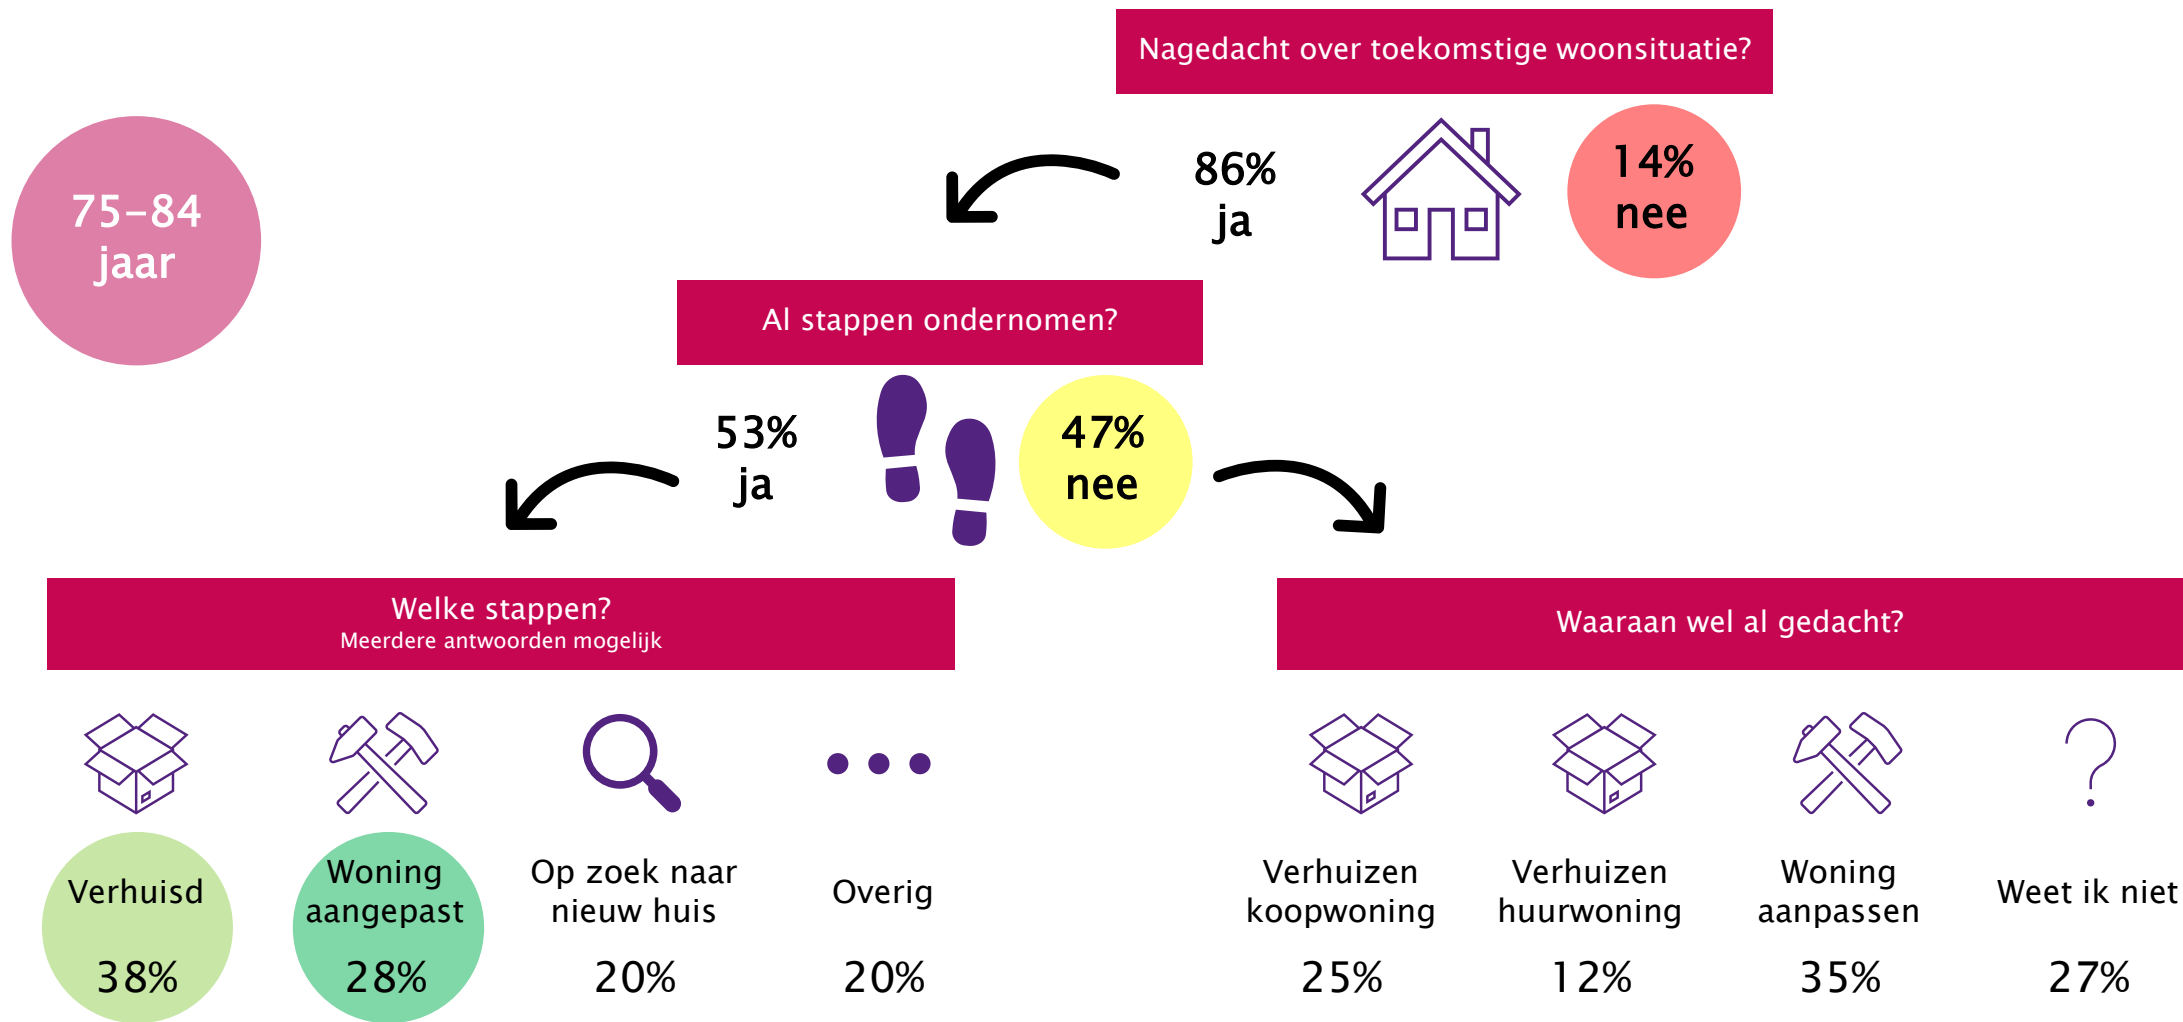 Nagedacht over toekomstige woonsituatie?
75-84
jaar
86%
ja
14%
nee
Al stappen ondernomen?
53%
ja
47%
nee
Welke stappen?
Meerdere antwoorden mogelijk
Waaraan wel al gedacht?
Verhuisd
38%
Woning
aangepast
28%
Op zoek naar
nieuw huis
20%
Overig
20%
Verhuizen
koopwoning
25%
Verhuizen
huurwoning
12%
Woning
aanpassen
35%
Weet ik niet
27%